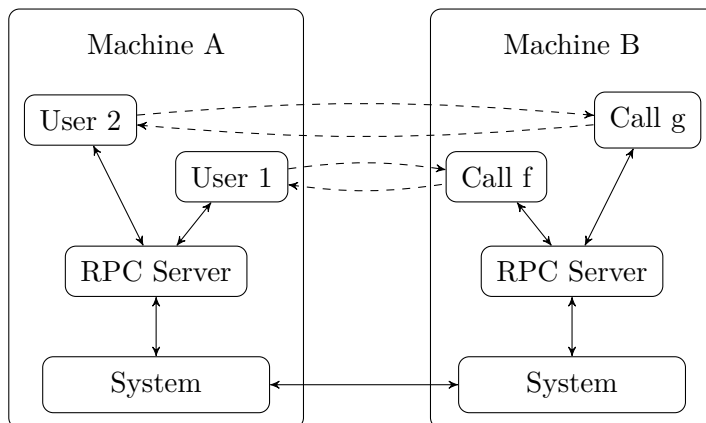 Machine A
Machine B
User 2
Call g
User 1
Call f
RPC Server
RPC Server
System
System